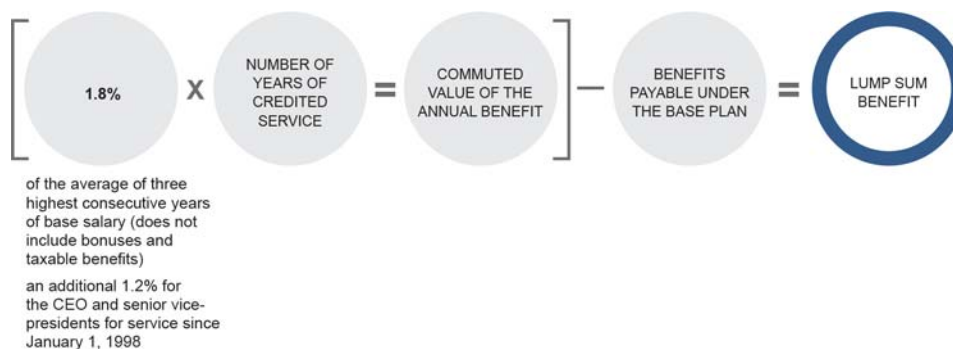 1.8%
X
NUMBER OF
YEARS OF
CREDITED
SERVICE
=
COMMUTED
VALUE OF THE
ANNUAL BENEFIT
—
BENEFITS
PAYABLE UNDER
THE BASE PLAN
=
LUMP SUM
BENEFIT
of the average of three
highest consecutive years
of base salary (does not
include bonuses and
taxable benefits)
an additional 1.2% for
the CEO and senior vice-
presidents for service since
January 1, 1998